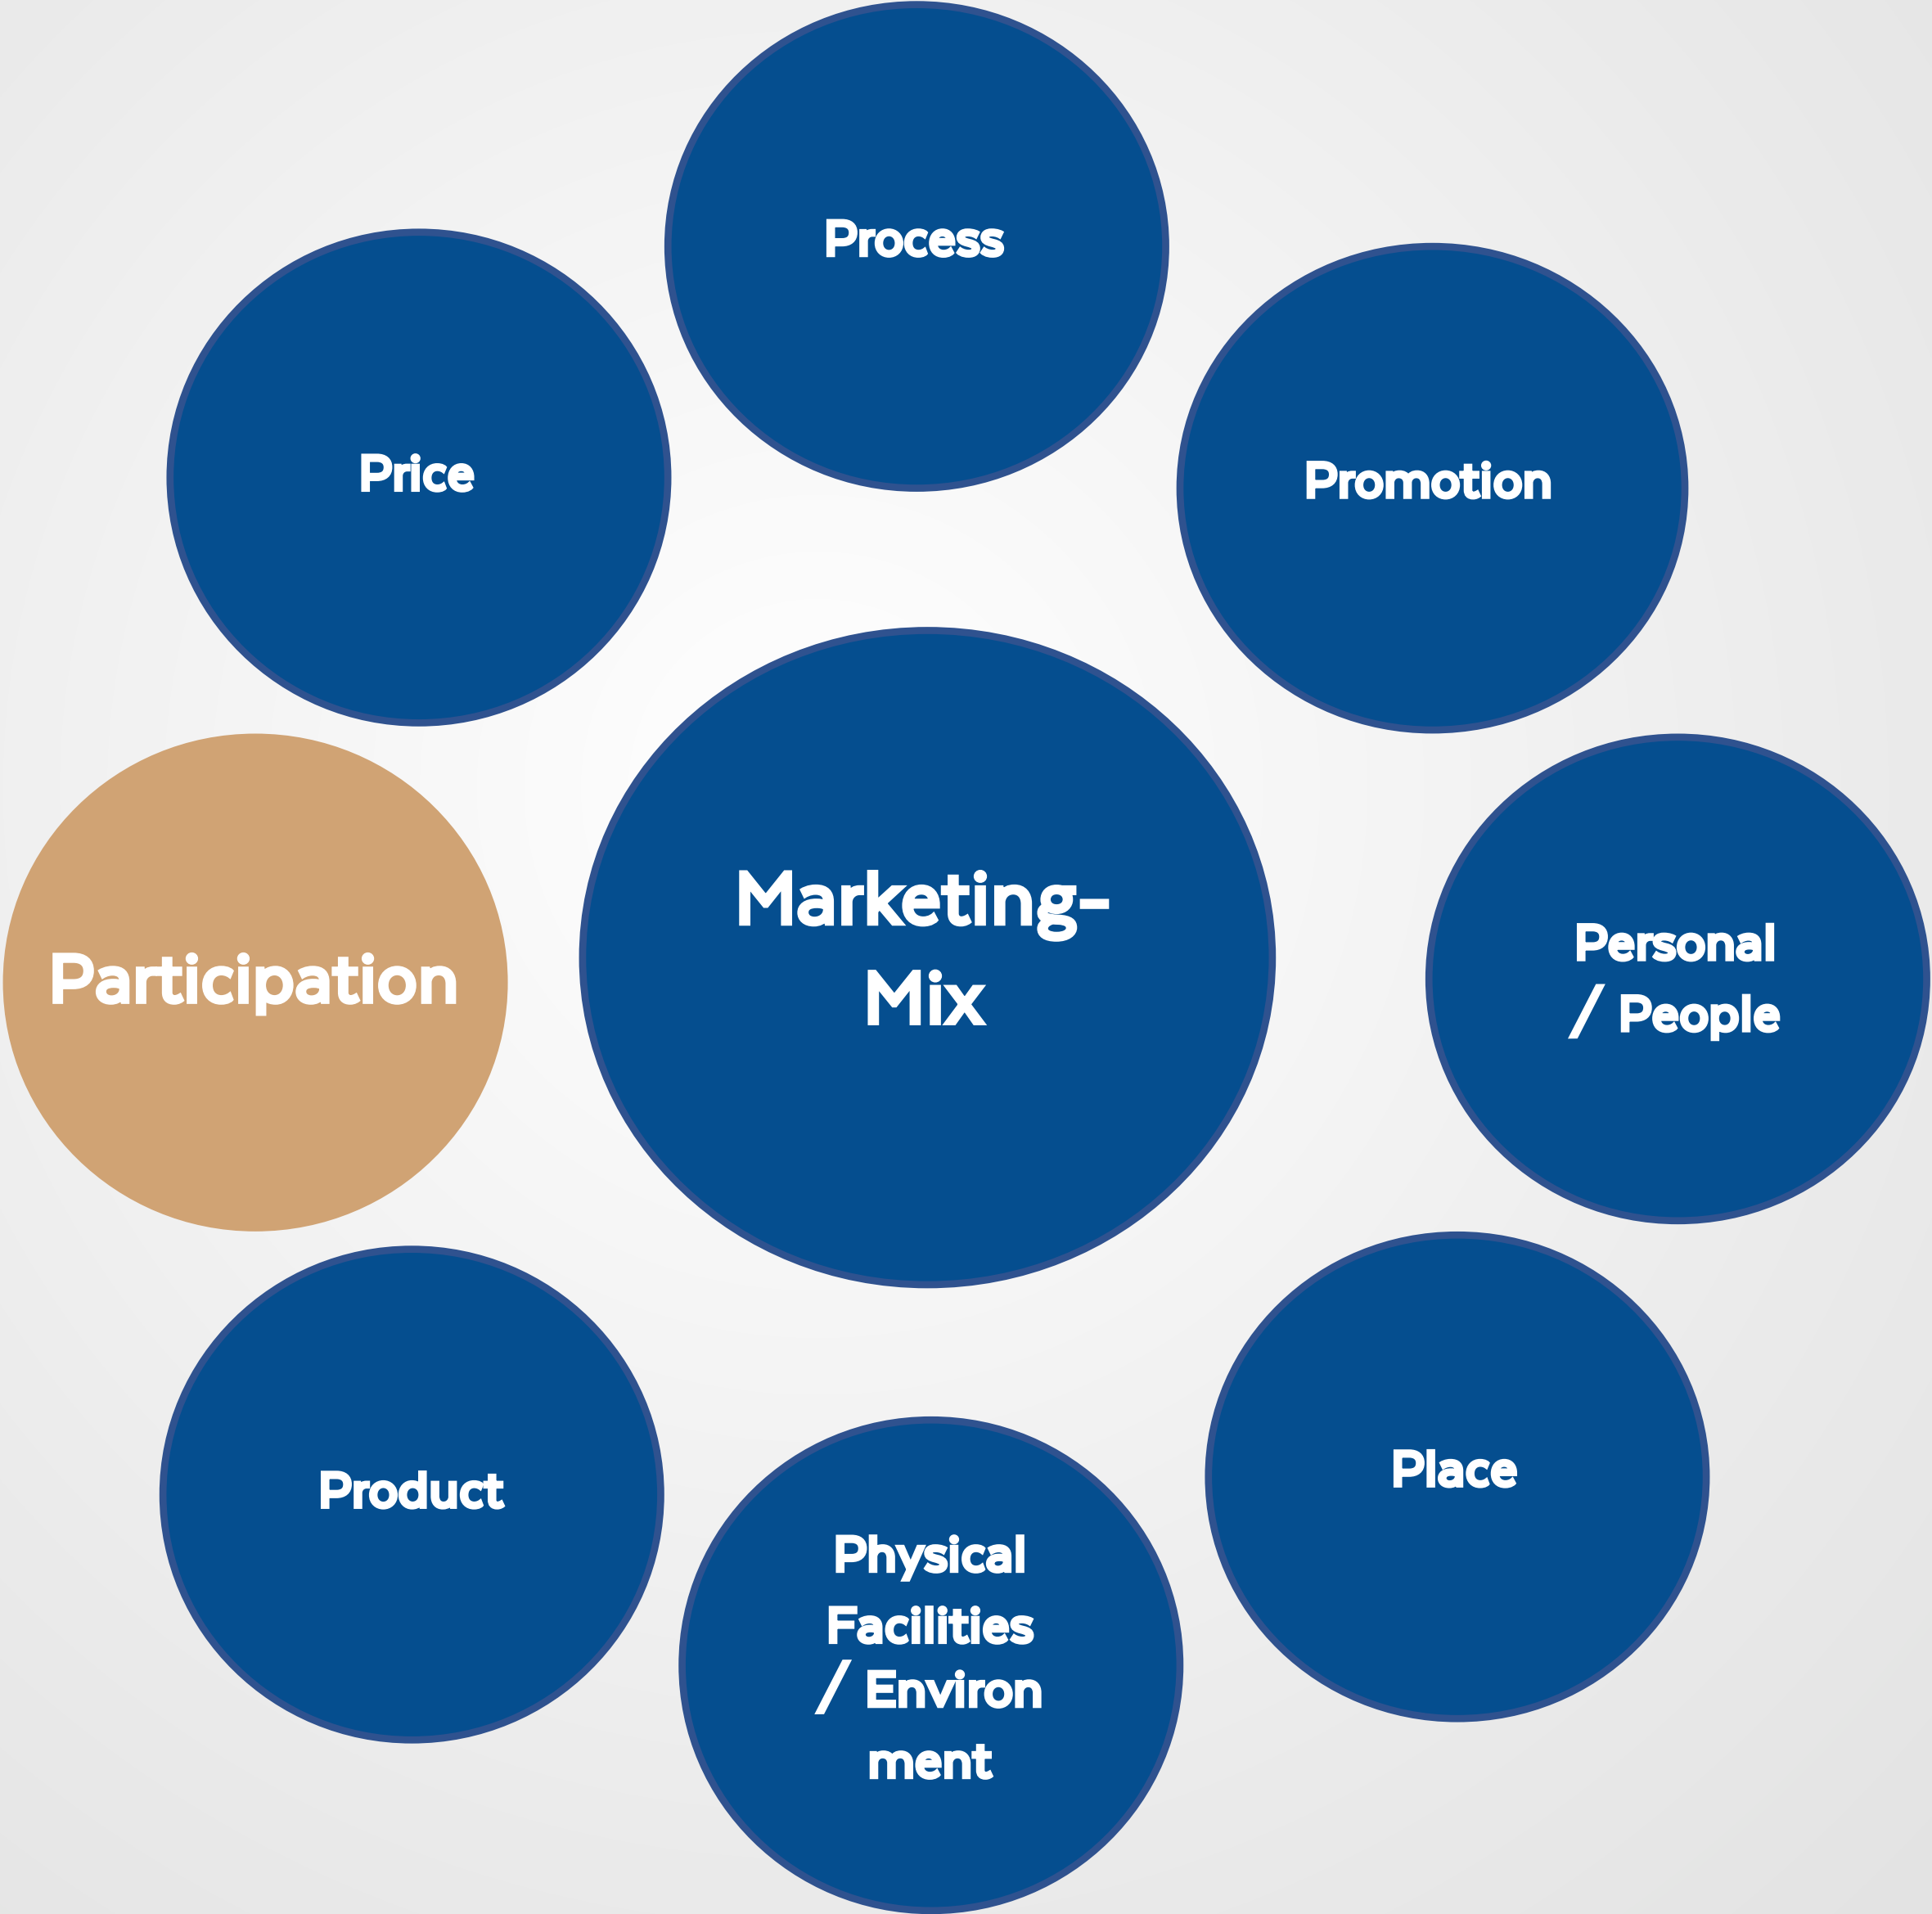 Process
Price
Promotion
Marketing-
Mix
Participation
Personal
/ People
Product
Place
Physical
Facilities
/ Environ
ment